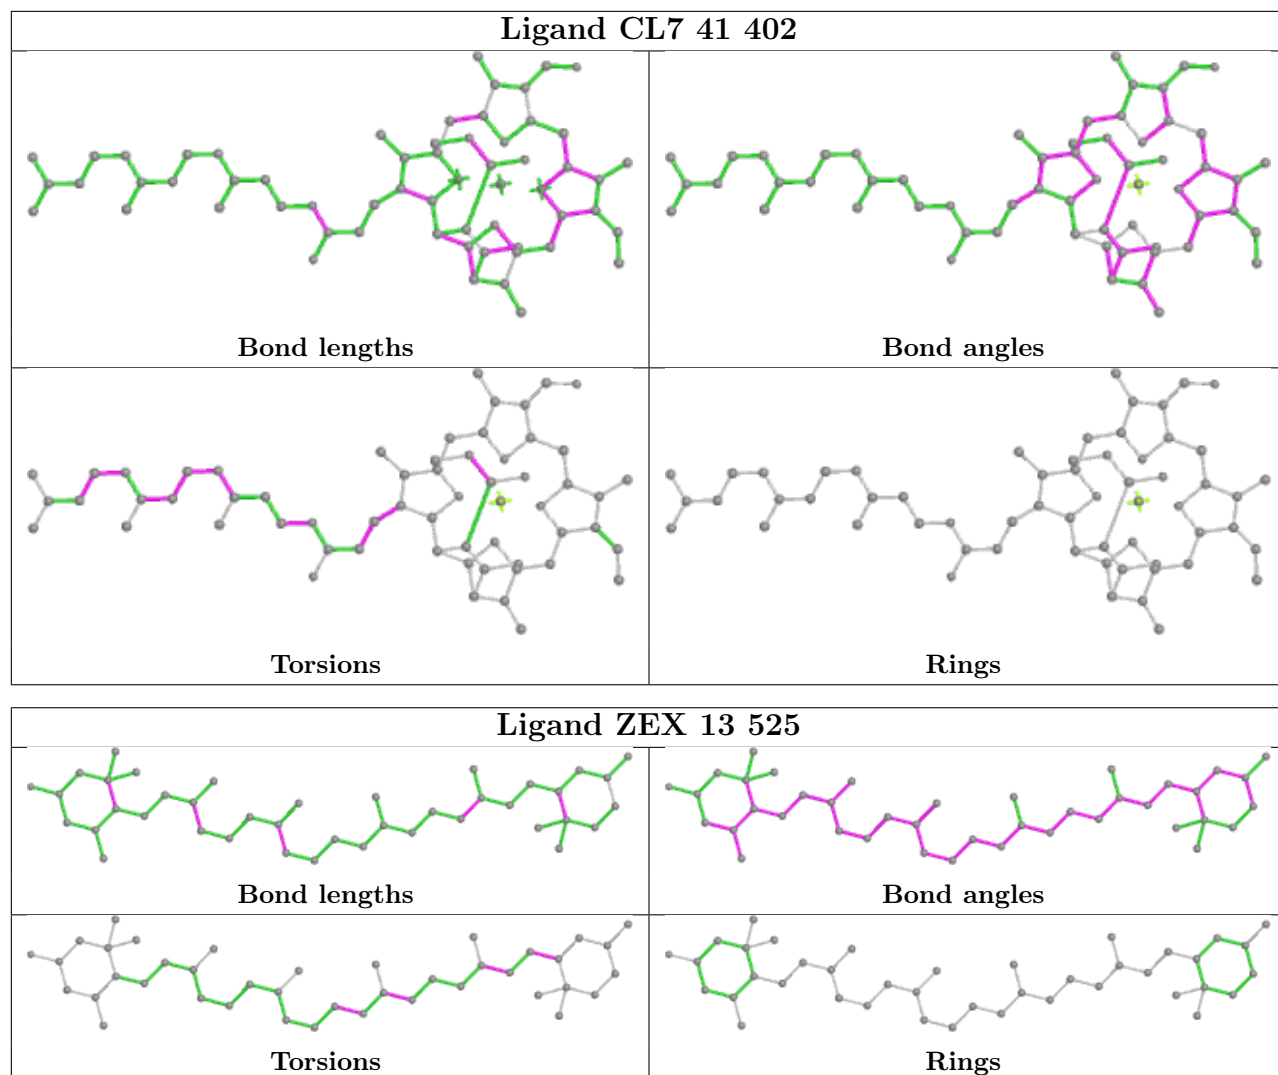 Ligand CL7 41 402
Bond lengths
Bond angles
Torsions
Rings
Ligand ZEX 13 525
Bond lengths
Bond angles
Torsions
Rings